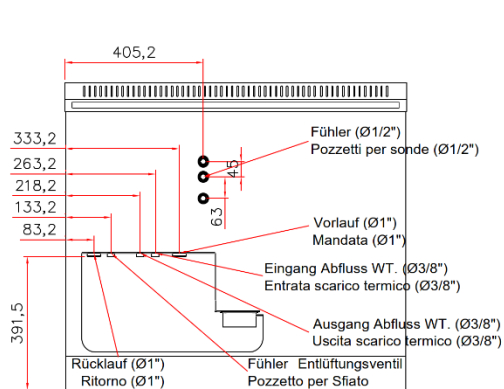 405,2
Fühler (Ø1/2")
Pozzetti per sonde (Ø1/2")
45
333,2
263,2
218,2
133,2
83,2
63
Vorlauf (Ø1")
Mandata (Ø1")
Eingang Abfluss WT. (Ø3/8")
Entrata scarico termico (Ø3/8")
391,5
Ausgang Abfluss WT. (Ø3/8")
Uscita scarico termico (Ø3/8")
Rücklauf (Ø1")
Ritorno (Ø1")
Fühler Entlüftungsventil
Pozzetto per Sfiato